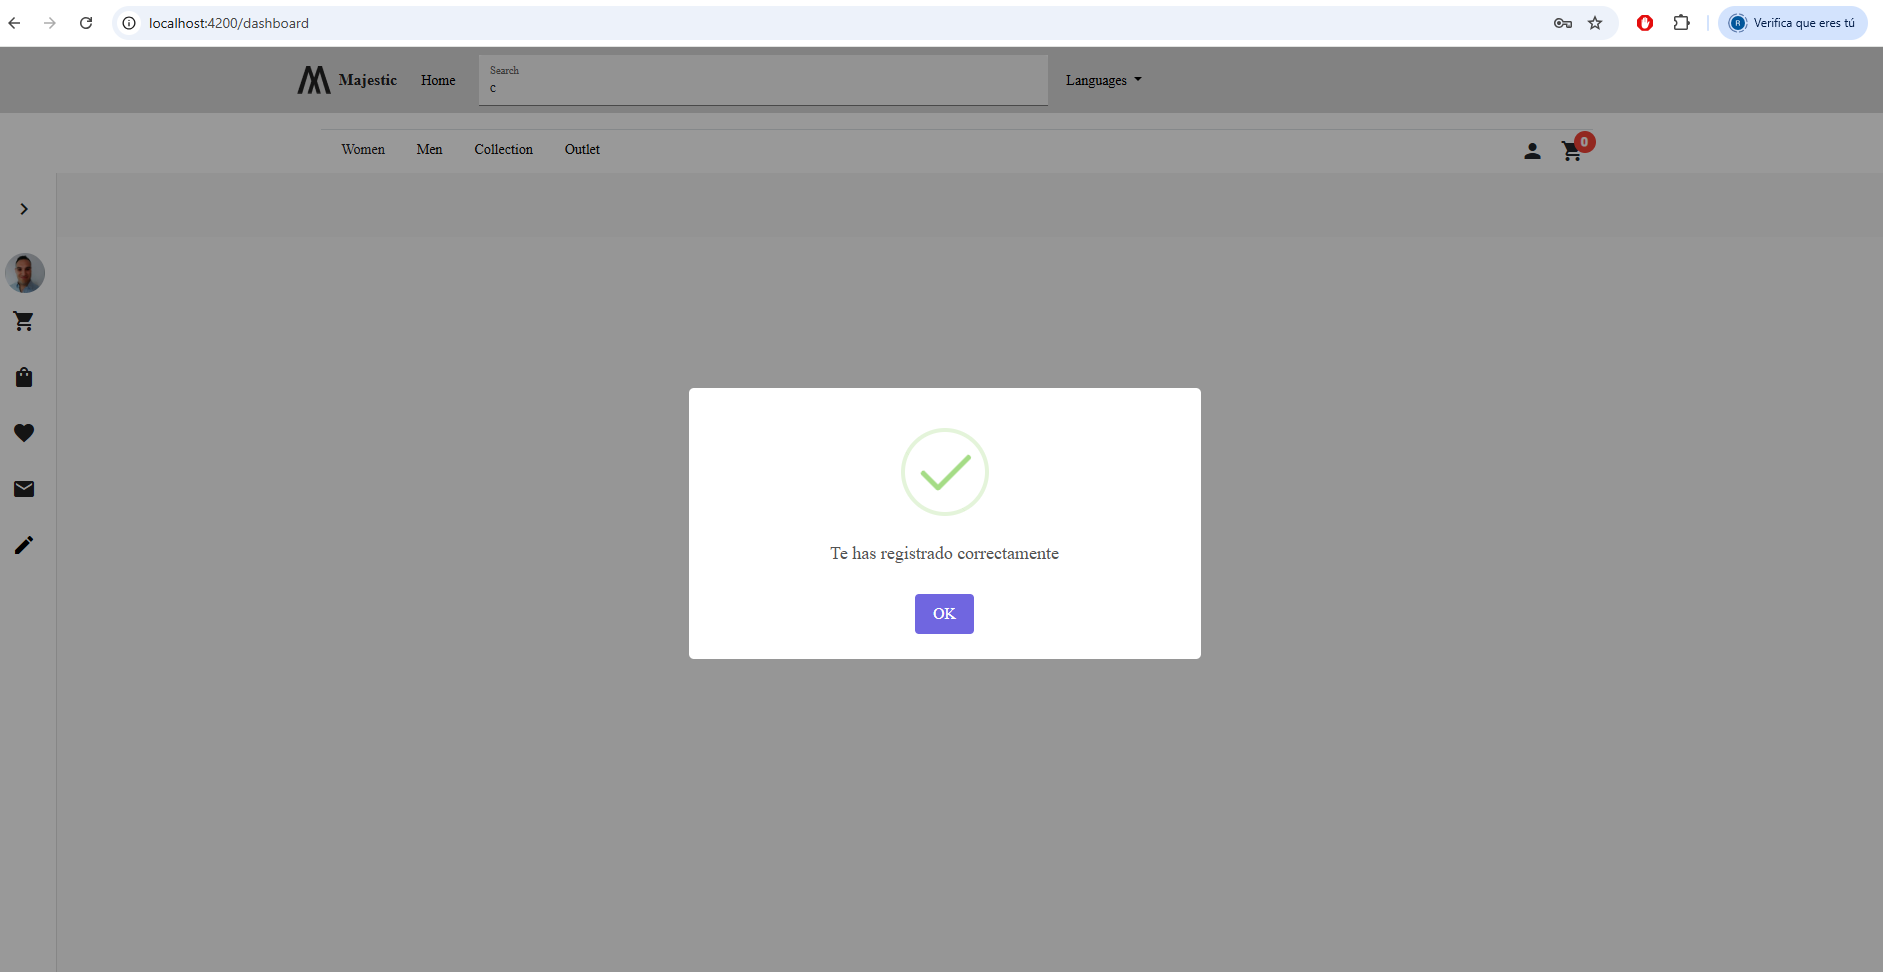 localhost:4200/dashboard
R
Verifica que eres tú
Majestic
Home
Search
c
Languages
Women
Men
Collection
Outlet
0
Te has registrado correctamente
OK